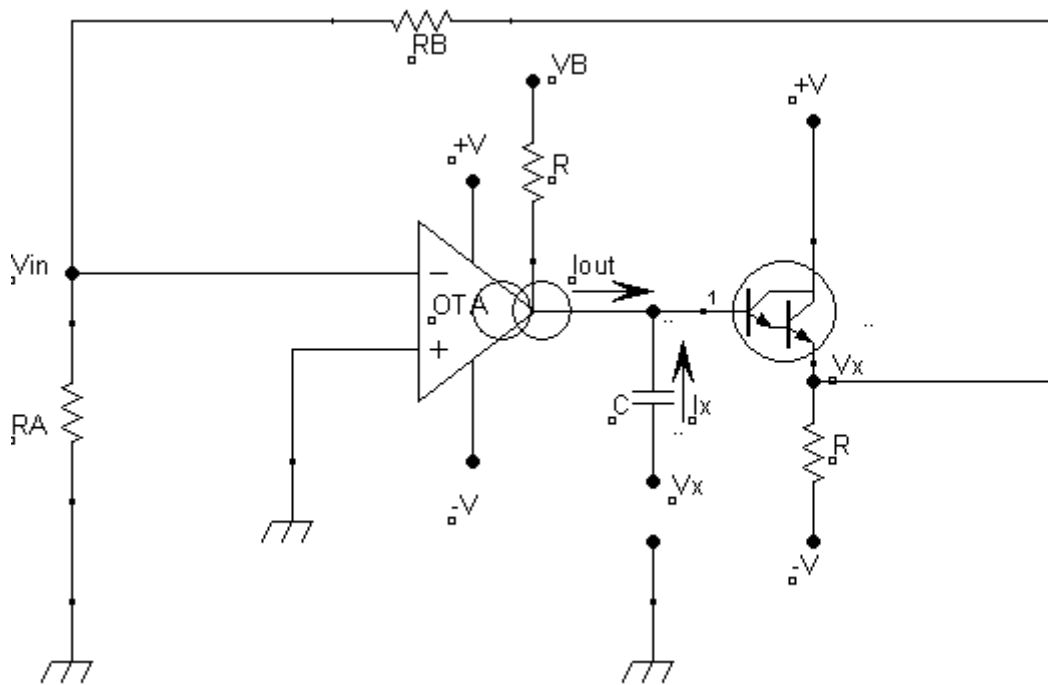 RB
VB
+V
+V
R
Vin
Iout
OTA
−
1
+
Vx
C
Ix
RA
R
Vx
-V
-V